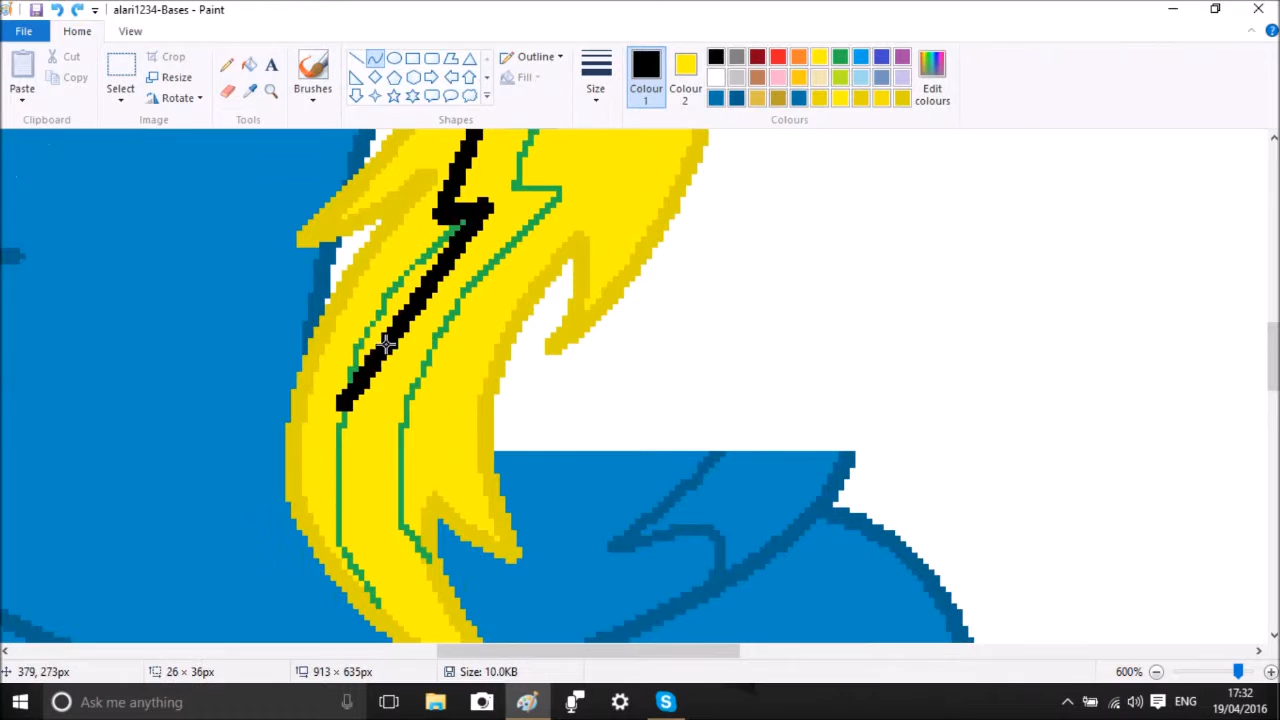 alari1234-Bases - Paint
File
Home
View
Paste
Cut
Copy
Clipboard
Select
Crop
Resize
Rotate
Image
A
Tools
Brushes
Outline
Fill
Shapes
Size
Colour
1
Colour
2
Edit
colours
Colours
379, 273px
26 × 36px
913 × 635px
Size: 10.0KB
600%
Ask me anything
ENG
17:32
19/04/2016